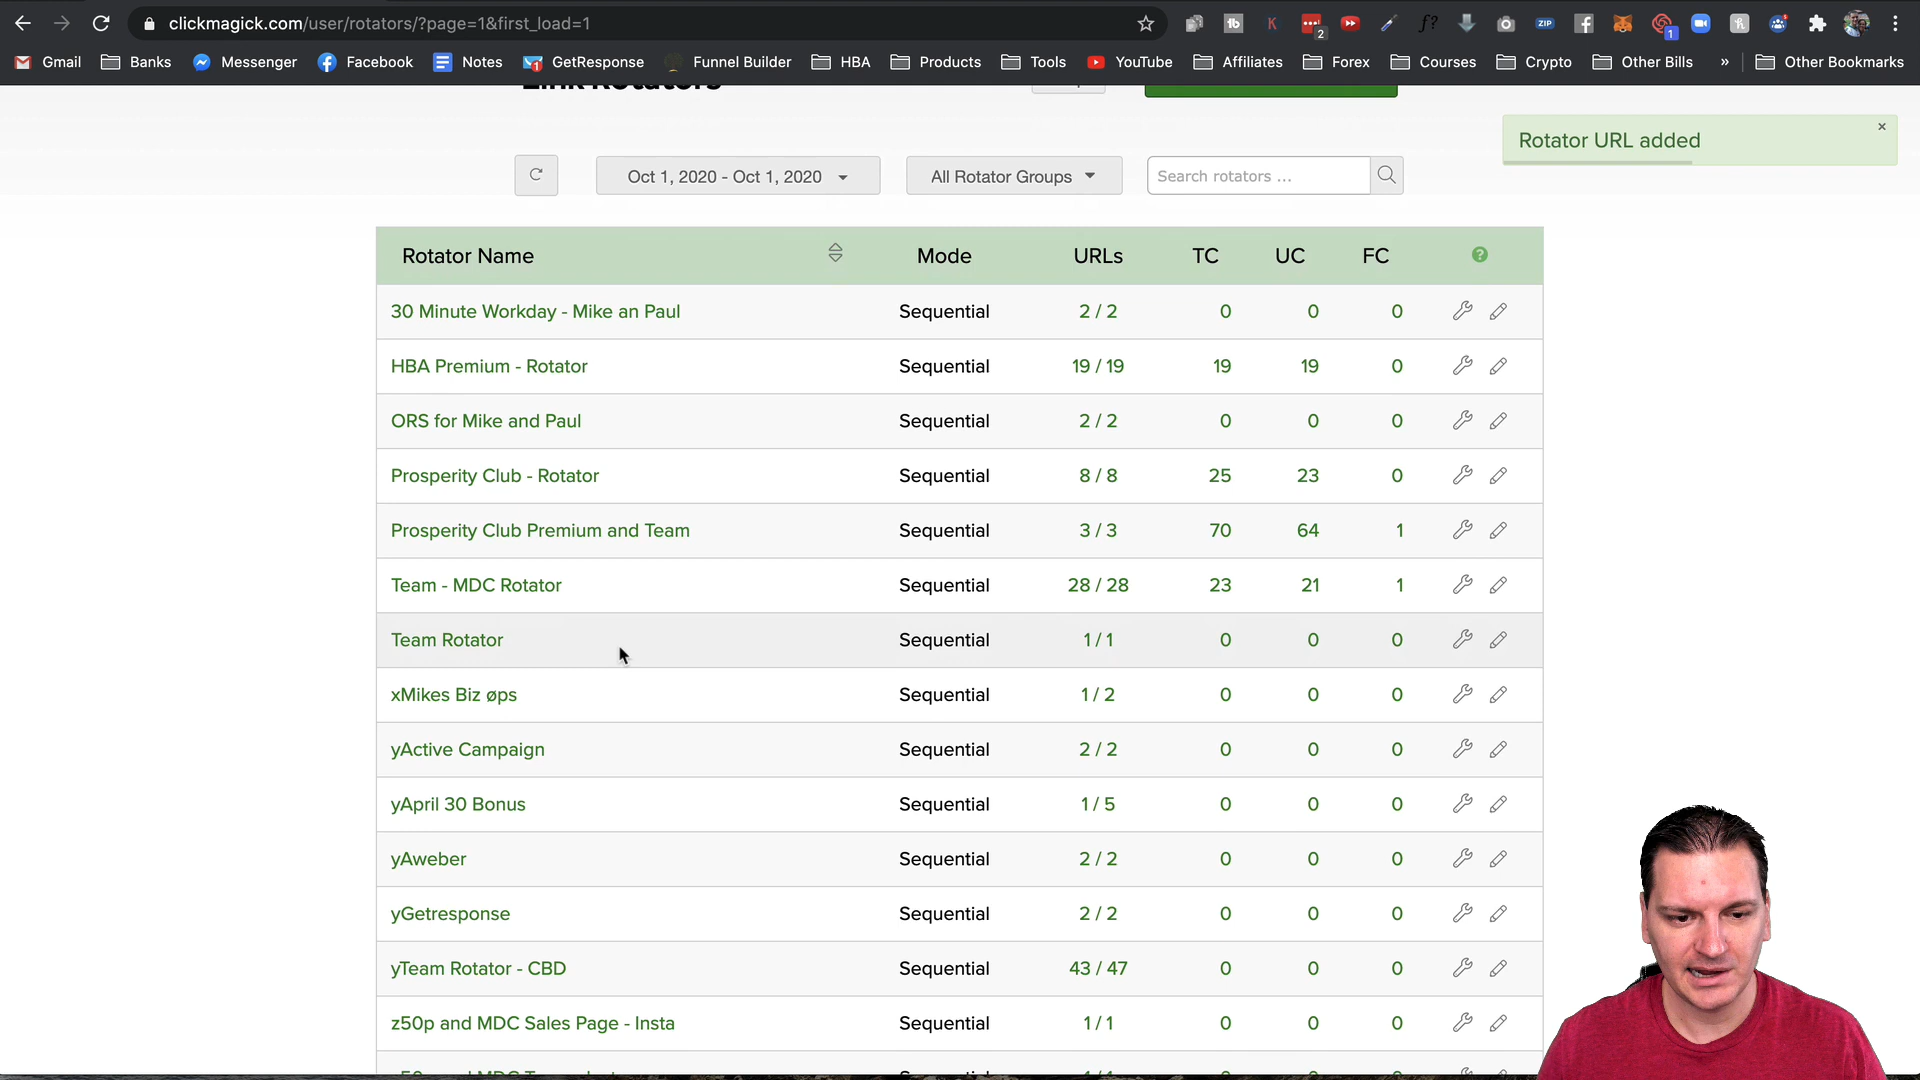 clickmagick.com/user/rotators/?page=1&first_load=1
2
ZIP
1
Gmail Banks Messenger Facebook Notes GetResponse Funnel Builder HBA Products Tools YouTube Affiliates Forex Courses Crypto Other Bills » Other Bookmarks
Link Rotators
Rotator URL added ×
Oct 1, 2020 - Oct 1, 2020 All Rotator Groups Search rotators ...
Rotator Name Mode URLs TC UC FC ?
30 Minute Workday - Mike an Paul Sequential 2 / 2 0 0 0
HBA Premium - Rotator Sequential 19 / 19 19 19 0
ORS for Mike and Paul Sequential 2 / 2 0 0 0
Prosperity Club - Rotator Sequential 8 / 8 25 23 0
Prosperity Club Premium and Team Sequential 3 / 3 70 64 1
Team - MDC Rotator Sequential 28 / 28 23 21 1
Team Rotator Sequential 1 / 1 0 0 0
xMikes Biz øps Sequential 1 / 2 0 0 0
yActive Campaign Sequential 2 / 2 0 0 0
yApril 30 Bonus Sequential 1 / 5 0 0 0
yAweber Sequential 2 / 2 0 0 0
yGetresponse Sequential 2 / 2 0 0 0
yTeam Rotator - CBD Sequential 43 / 47 0 0 0
z50p and MDC Sales Page - Insta Sequential 1 / 1 0 0 0